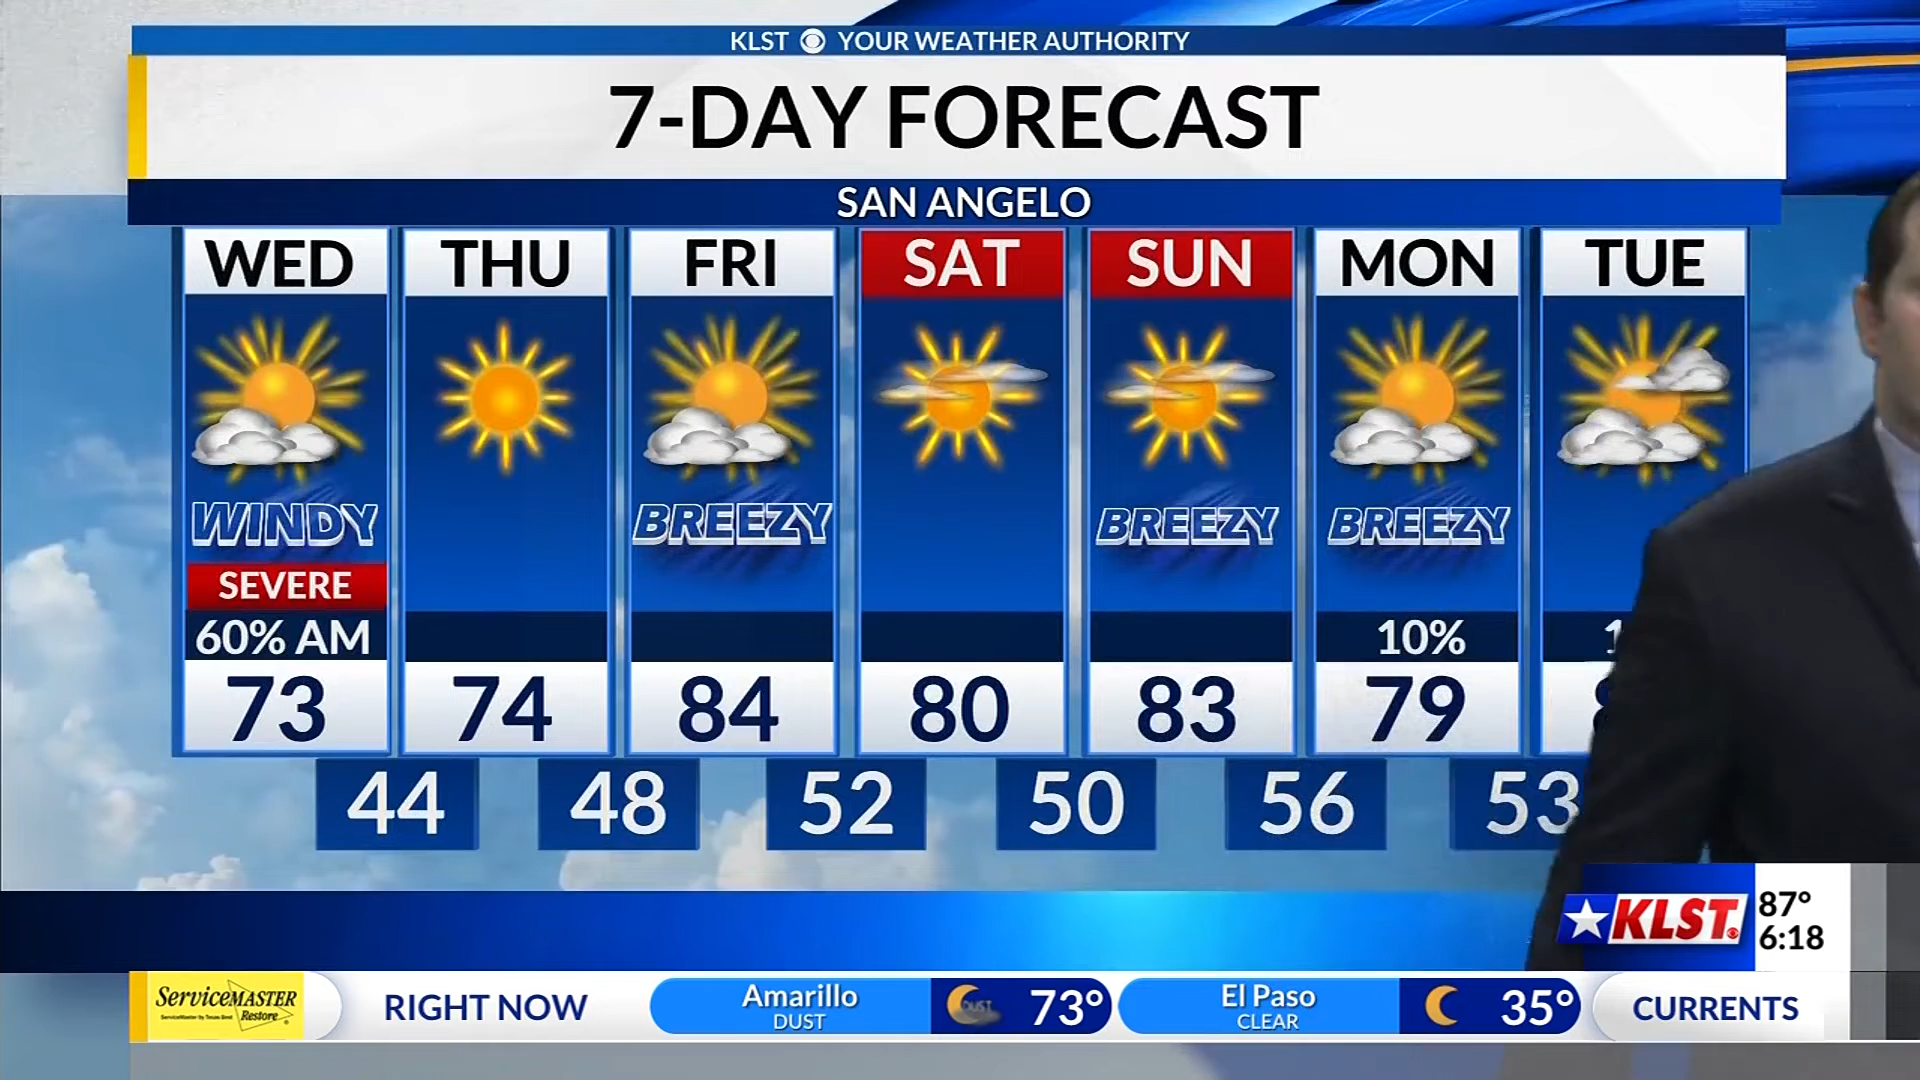 KLST YOUR WEATHER AUTHORITY
7-DAY FORECAST
SAN ANGELO
WED THU FRI SAT SUN MON TUE
WINDY BREEZY BREEZY BREEZY
SEVERE
60% AM 10%
73 74 84 80 83 79
44 48 52 50 56 53
KLST
87°
6:18
ServiceMASTER
Restore
RIGHT NOW
Amarillo
DUST
73°
El Paso
CLEAR
35°
CURRENTS